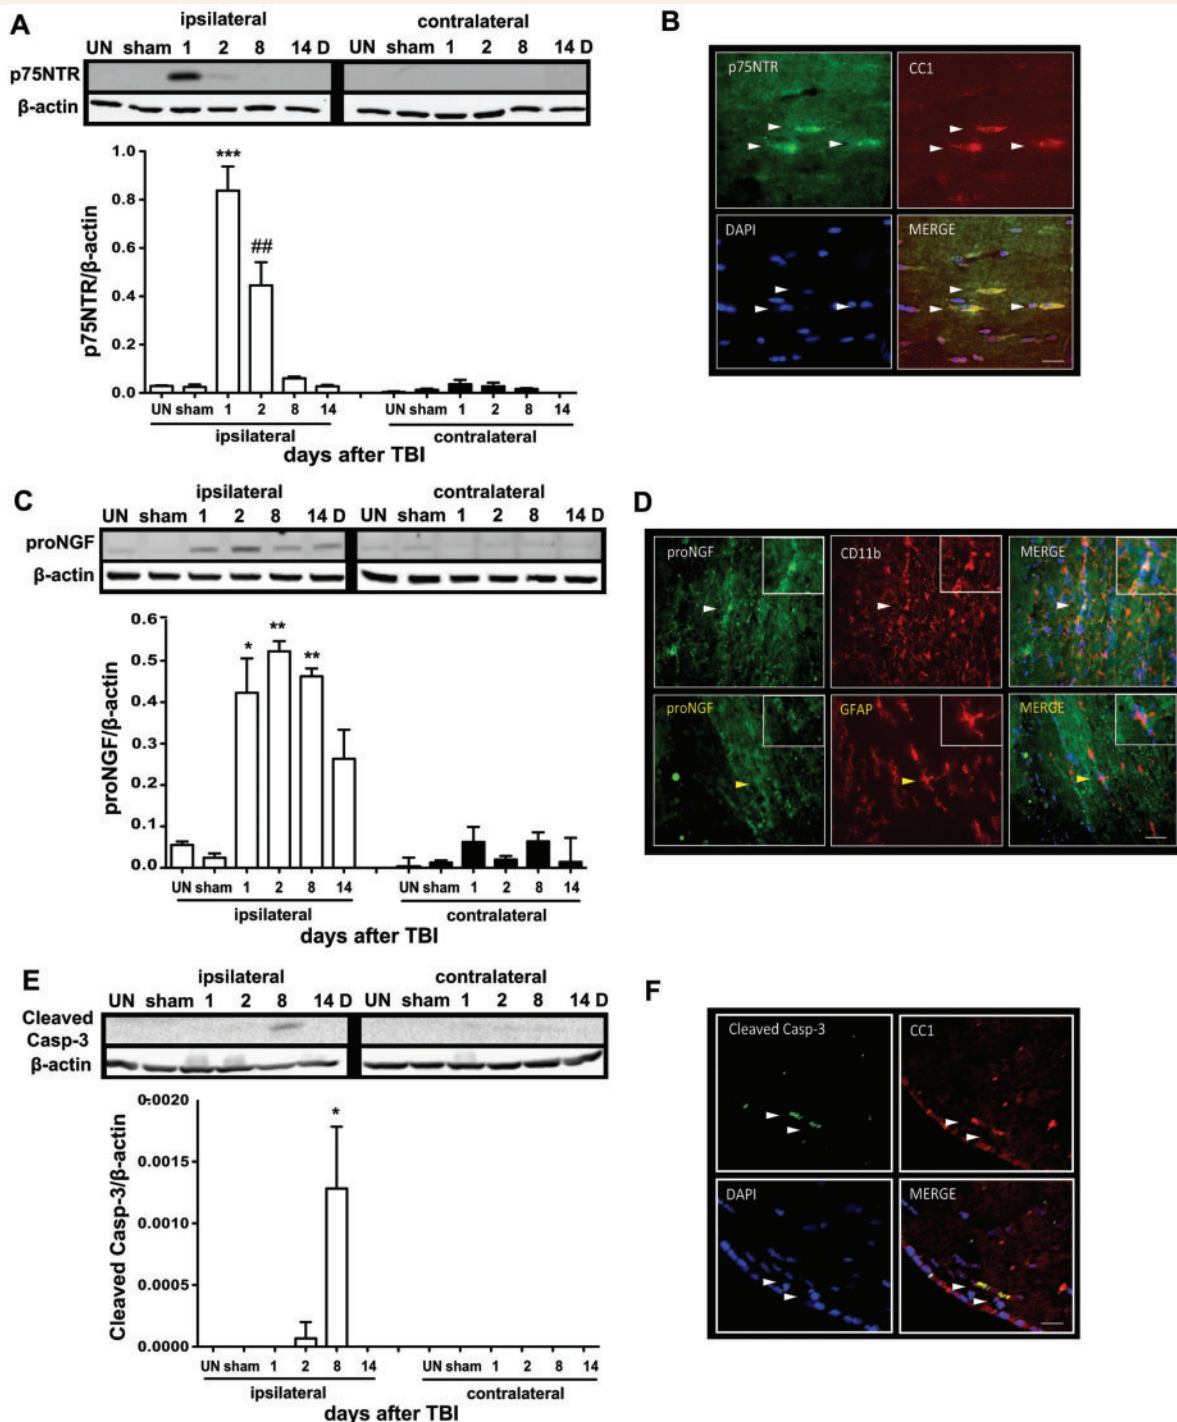 A
ipsilateral
contralateral
UN sham 1 2 8 14 D
UN sham 1 2 8 14 D
p75NTR
β-actin
p75NTR/β-actin
1.0
0.8
0.6
0.4
0.2
0.0
***
##
UN sham 1 2 8 14
UN sham 1 2 8 14
ipsilateral
contralateral
days after TBI
B
p75NTR
CC1
DAPI
MERGE
C
ipsilateral
contralateral
UN sham 1 2 8 14 D
UN sham 1 2 8 14 D
proNGF
β-actin
proNGF/β-actin
0.6
0.5
0.3
0.2
0.1
0.0
*
**
**
UN sham 1 2 8 14
UN sham 1 2 8 14
ipsilateral
contralateral
days after TBI
D
proNGF
CD11b
MERGE
proNGF
GFAP
MERGE
E
ipsilateral
contralateral
UN sham 1 2 8 14 D
UN sham 1 2 8 14 D
Cleaved
Casp-3
β-actin
Cleaved Casp-3/β-actin
0.0020
0.0015
0.0010
0.0005
0.0000
*
UN sham 1 2 8 14
UN sham 1 2 8 14
ipsilateral
contralateral
days after TBI
F
Cleaved Casp-3
CC1
DAPI
MERGE